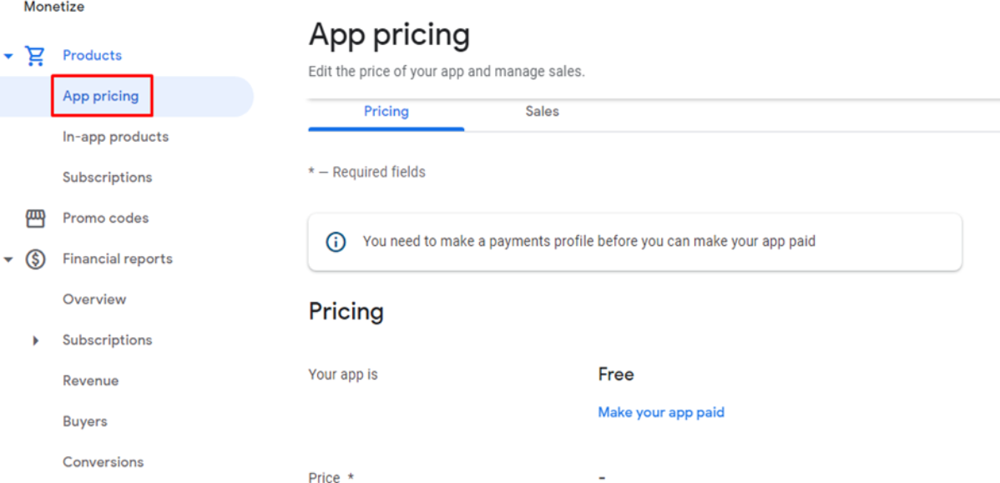 Monetize
Products
App pricing
In-app products
Subscriptions
Promo codes
Financial reports
Overview
Subscriptions
Revenue
Buyers
Conversions
App pricing
Edit the price of your app and manage sales.
Pricing Sales
* – Required fields
You need to make a payments profile before you can make your app paid
Pricing
Your app is Free
Make your app paid
Price * -